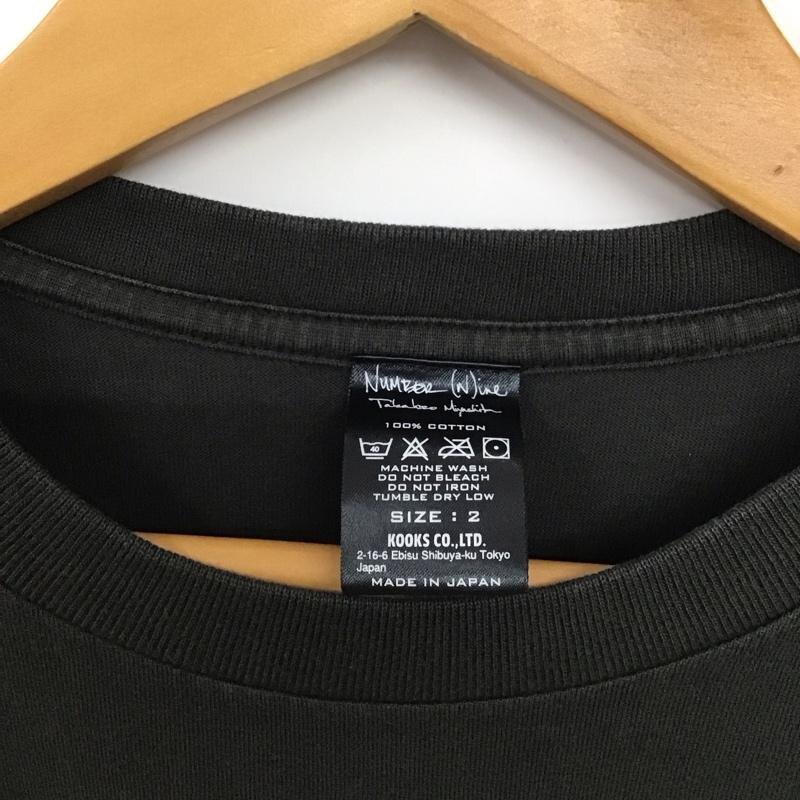 NUMBER (N)ine
Takahiro Miyashita
100% COTTON
40
MACHINE WASH
DO NOT BLEACH
DO NOT IRON
TUMBLE DRY LOW
SIZE : 2
KOOKS CO.,LTD.
2-16-6 Ebisu Shibuya-ku Tokyo
Japan
MADE IN JAPAN